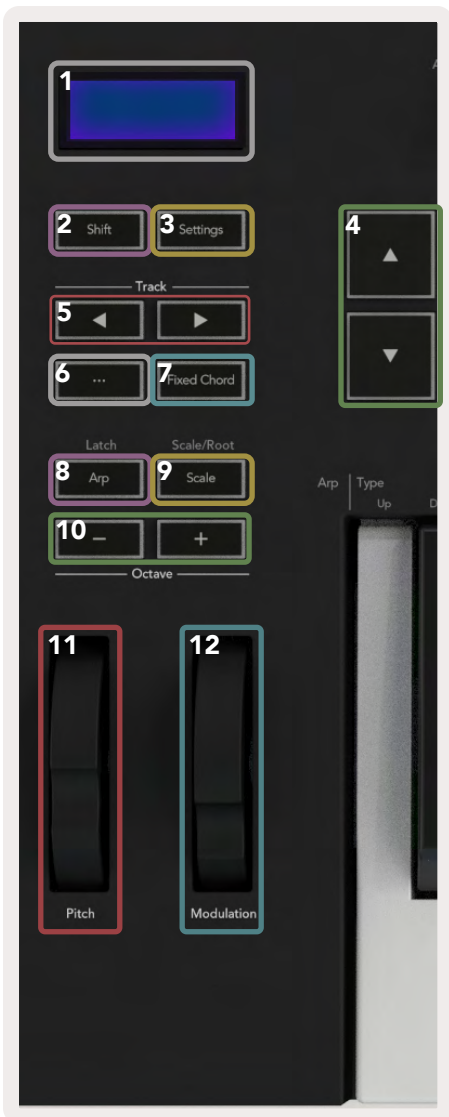 1
2 Shift
3 Settings
4
▲
Track
5 ◀ ▶
▼
6 ...
7 Fixed Chord
Latch Scale/Root
8 Arp
9 Scale
Arp Type
Up
10 − +
Octave
11
12
Pitch
Modulation